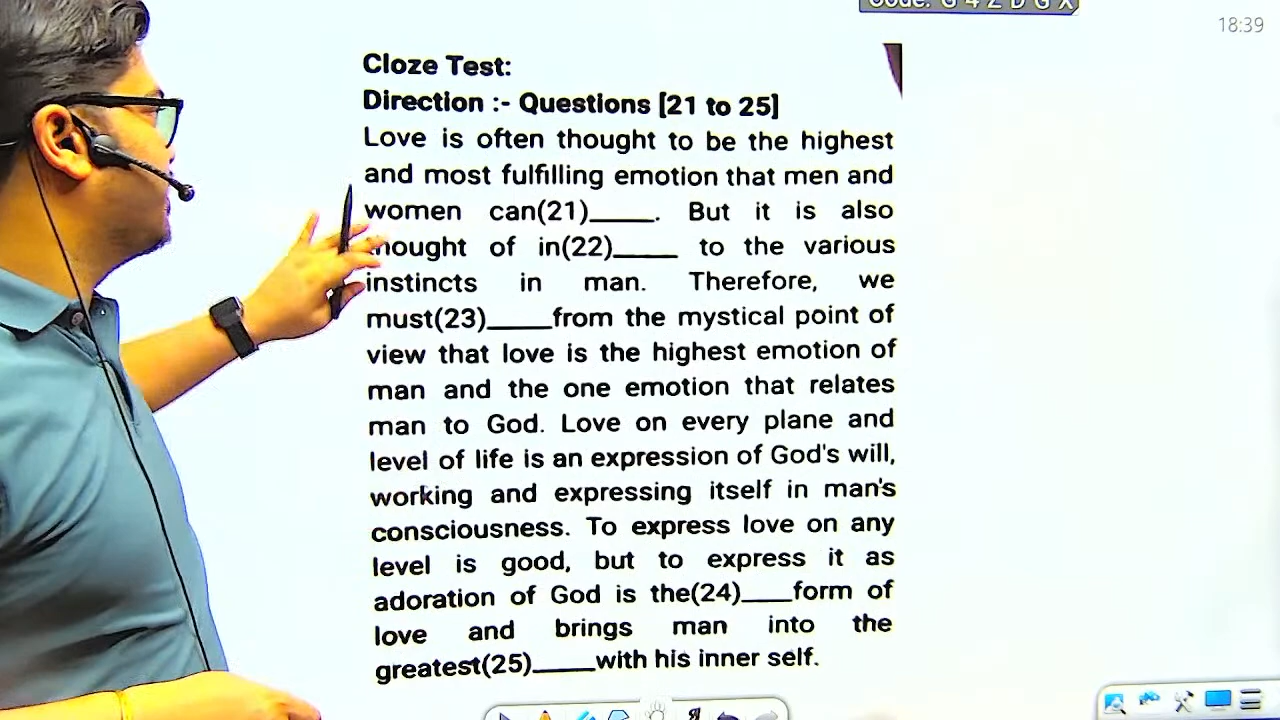 Code: G 4 Z D G X
18:39
Cloze Test:
Direction :- Questions [21 to 25]
Love is often thought to be the highest
and most fulfilling emotion that men and
women can(21)_____. But it is also
thought of in(22)_____ to the various
instincts in man. Therefore, we
must(23)_____from the mystical point of
view that love is the highest emotion of
man and the one emotion that relates
man to God. Love on every plane and
level of life is an expression of God's will,
working and expressing itself in man's
consciousness. To express love on any
level is good, but to express it as
adoration of God is the(24)____form of
love and brings man into the
greatest(25)_____with his inner self.